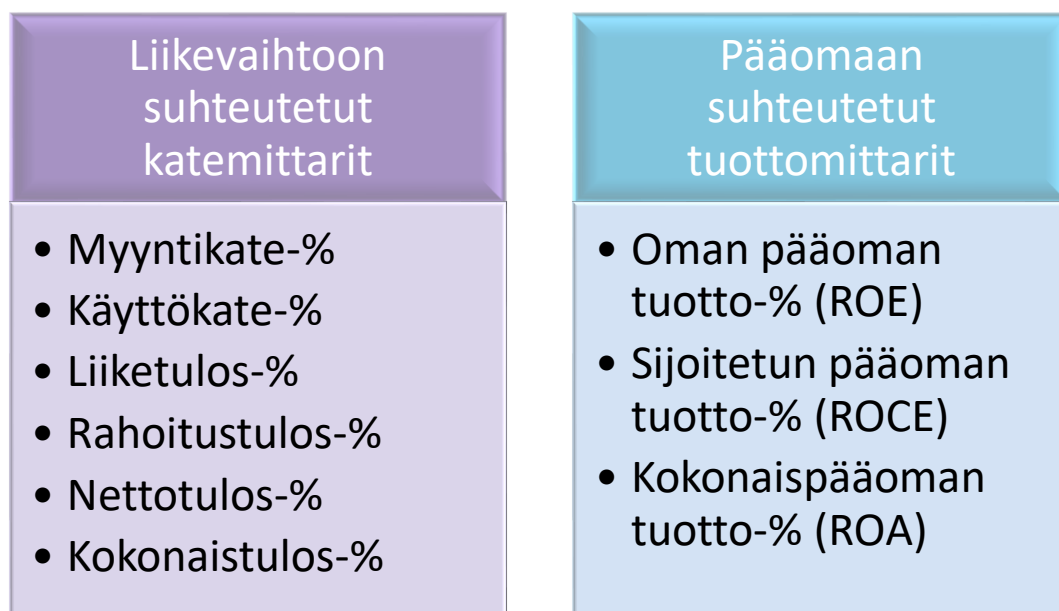 Liikevaihtoon
suhteutetut
katemittarit
• Myyntikate-%
• Käyttökate-%
• Liiketulos-%
• Rahoitustulos-%
• Nettotulos-%
• Kokonaistulos-%
Pääomaan
suhteutetut
tuottomittarit
• Oman pääoman
tuotto-% (ROE)
• Sijoitetun pääoman
tuotto-% (ROCE)
• Kokonaispääoman
tuotto-% (ROA)